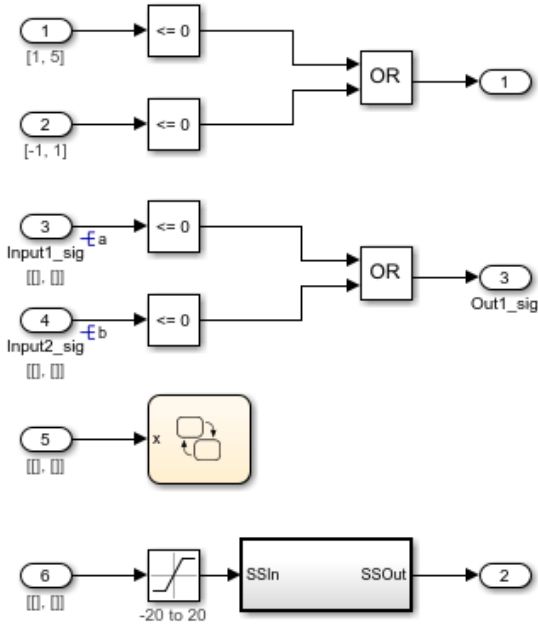 1
<= 0
[1, 5]
OR
1
2
<= 0
[-1, 1]
3
a
<= 0
Input1_sig
[[], []]
OR
3
Out1_sig
4
b
<= 0
Input2_sig
[[], []]
5
x
[[], []]
6
SSIn
SSOut
2
[[], []]
-20 to 20